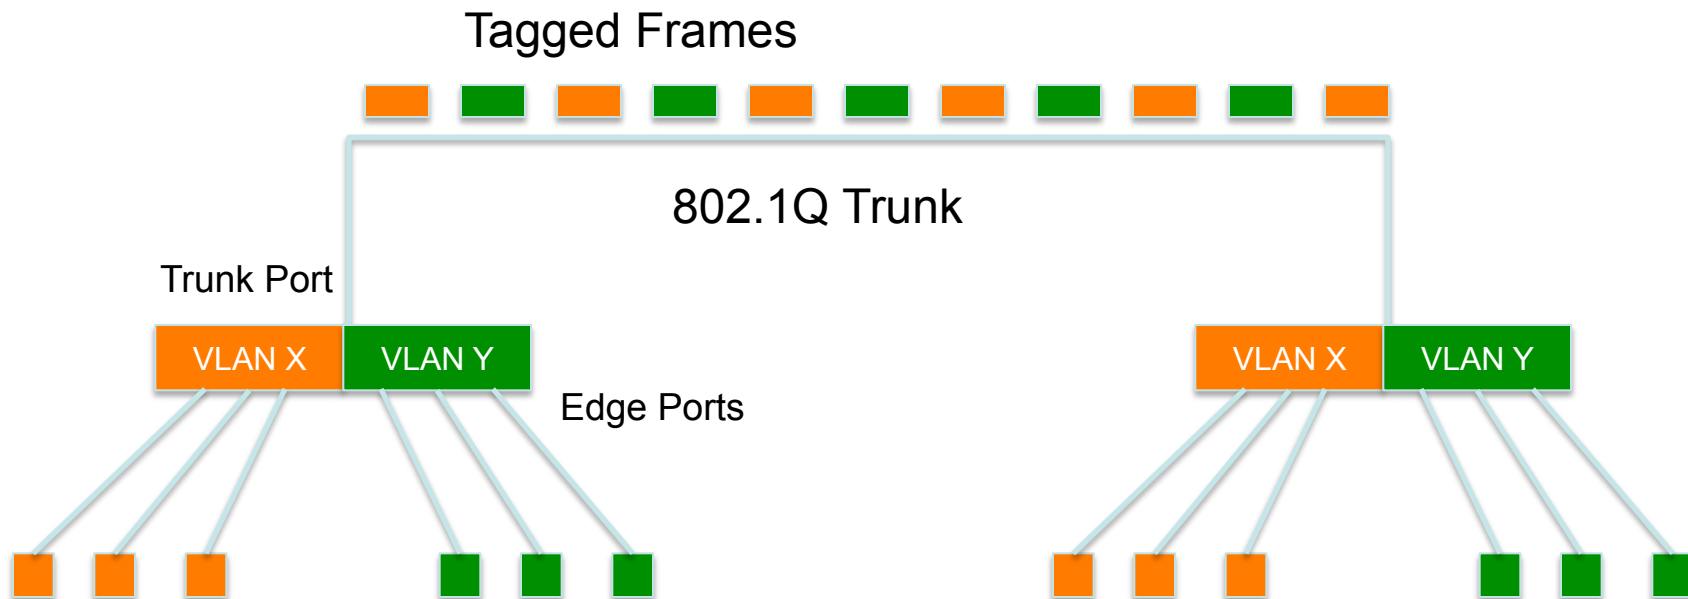 Tagged Frames
802.1Q Trunk
Trunk Port
VLAN X
VLAN Y
VLAN X
VLAN Y
Edge Ports